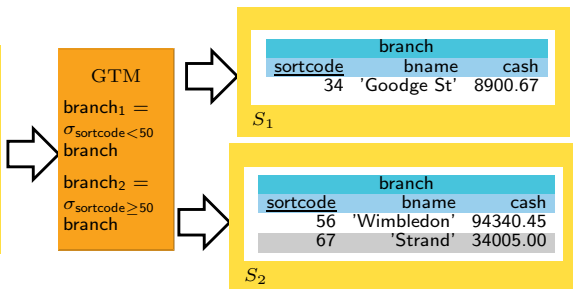 GTM
branch₁ =
σsortcode<50
branch
branch₂ =
σsortcode≥50
branch
branch
sortcode bname cash
34 'Goodge St' 8900.67
S₁
branch
sortcode bname cash
56 'Wimbledon' 94340.45
67 'Strand' 34005.00
S₂